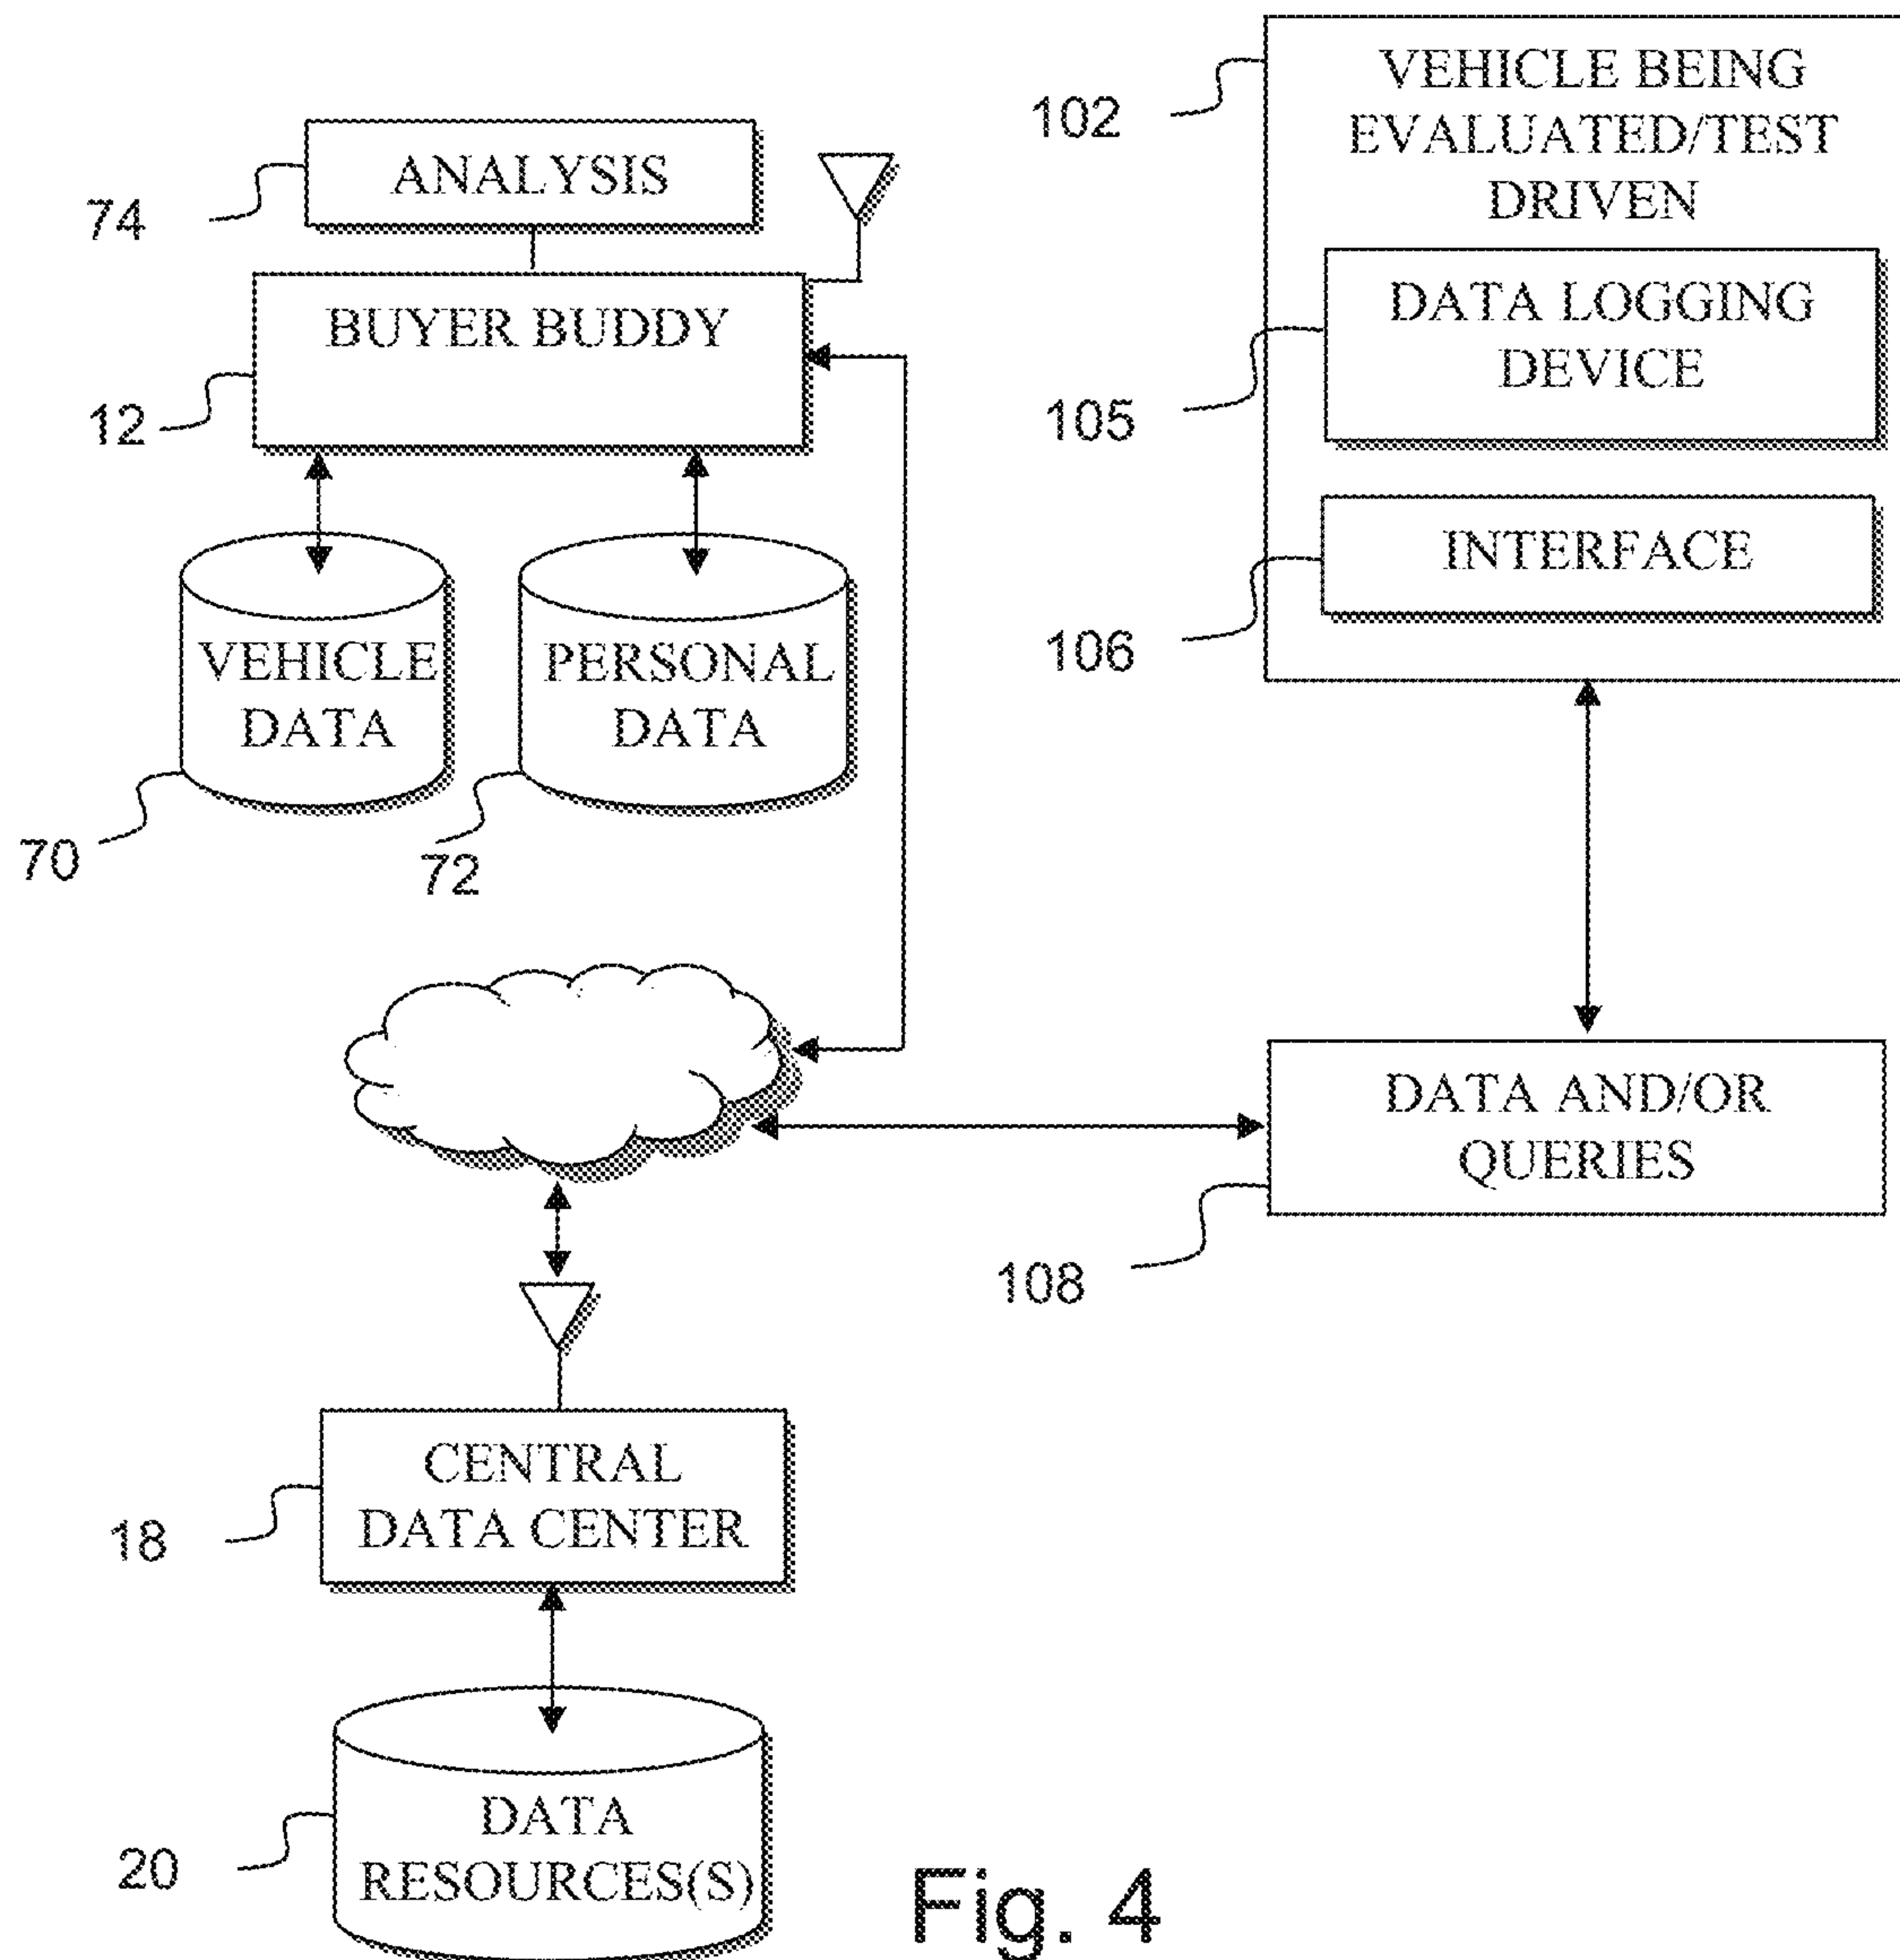 VEHICLE BEING
EVALUATED/TEST
DRIVEN
102
ANALYSIS
74
BUYER BUDDY
12
DATA LOGGING
DEVICE
105
INTERFACE
106
VEHICLE
DATA
70
PERSONAL
DATA
72
DATA AND/OR
QUERIES
108
CENTRAL
DATA CENTER
18
DATA
RESOURCES(S)
20
Fig. 4